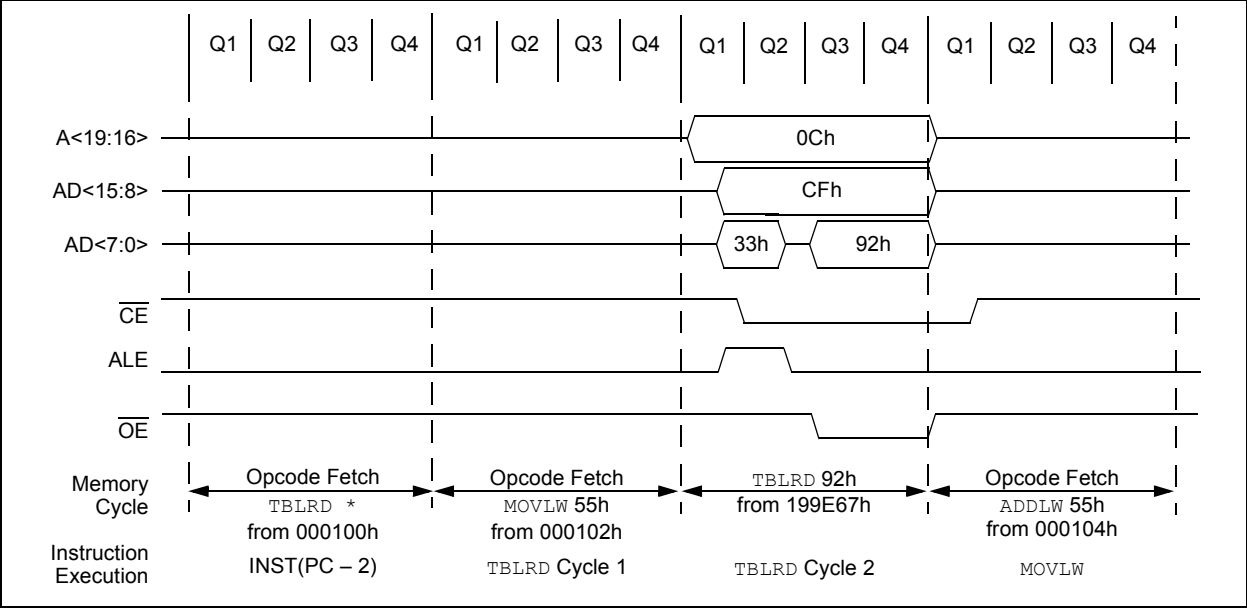 Q1 Q2 Q3 Q4 Q1 Q2 Q3 Q4 Q1 Q2 Q3 Q4 Q1 Q2 Q3 Q4
A<19:16> 0Ch
AD<15:8> CFh
AD<7:0> 33h 92h
CE
ALE
OE
Memory
Cycle
Opcode Fetch
TBLRD *
from 000100h
Opcode Fetch
MOVLW 55h
from 000102h
TBLRD 92h
from 199E67h
Opcode Fetch
ADDLW 55h
from 000104h
Instruction
Execution
INST(PC – 2)
TBLRD Cycle 1
TBLRD Cycle 2
MOVLW